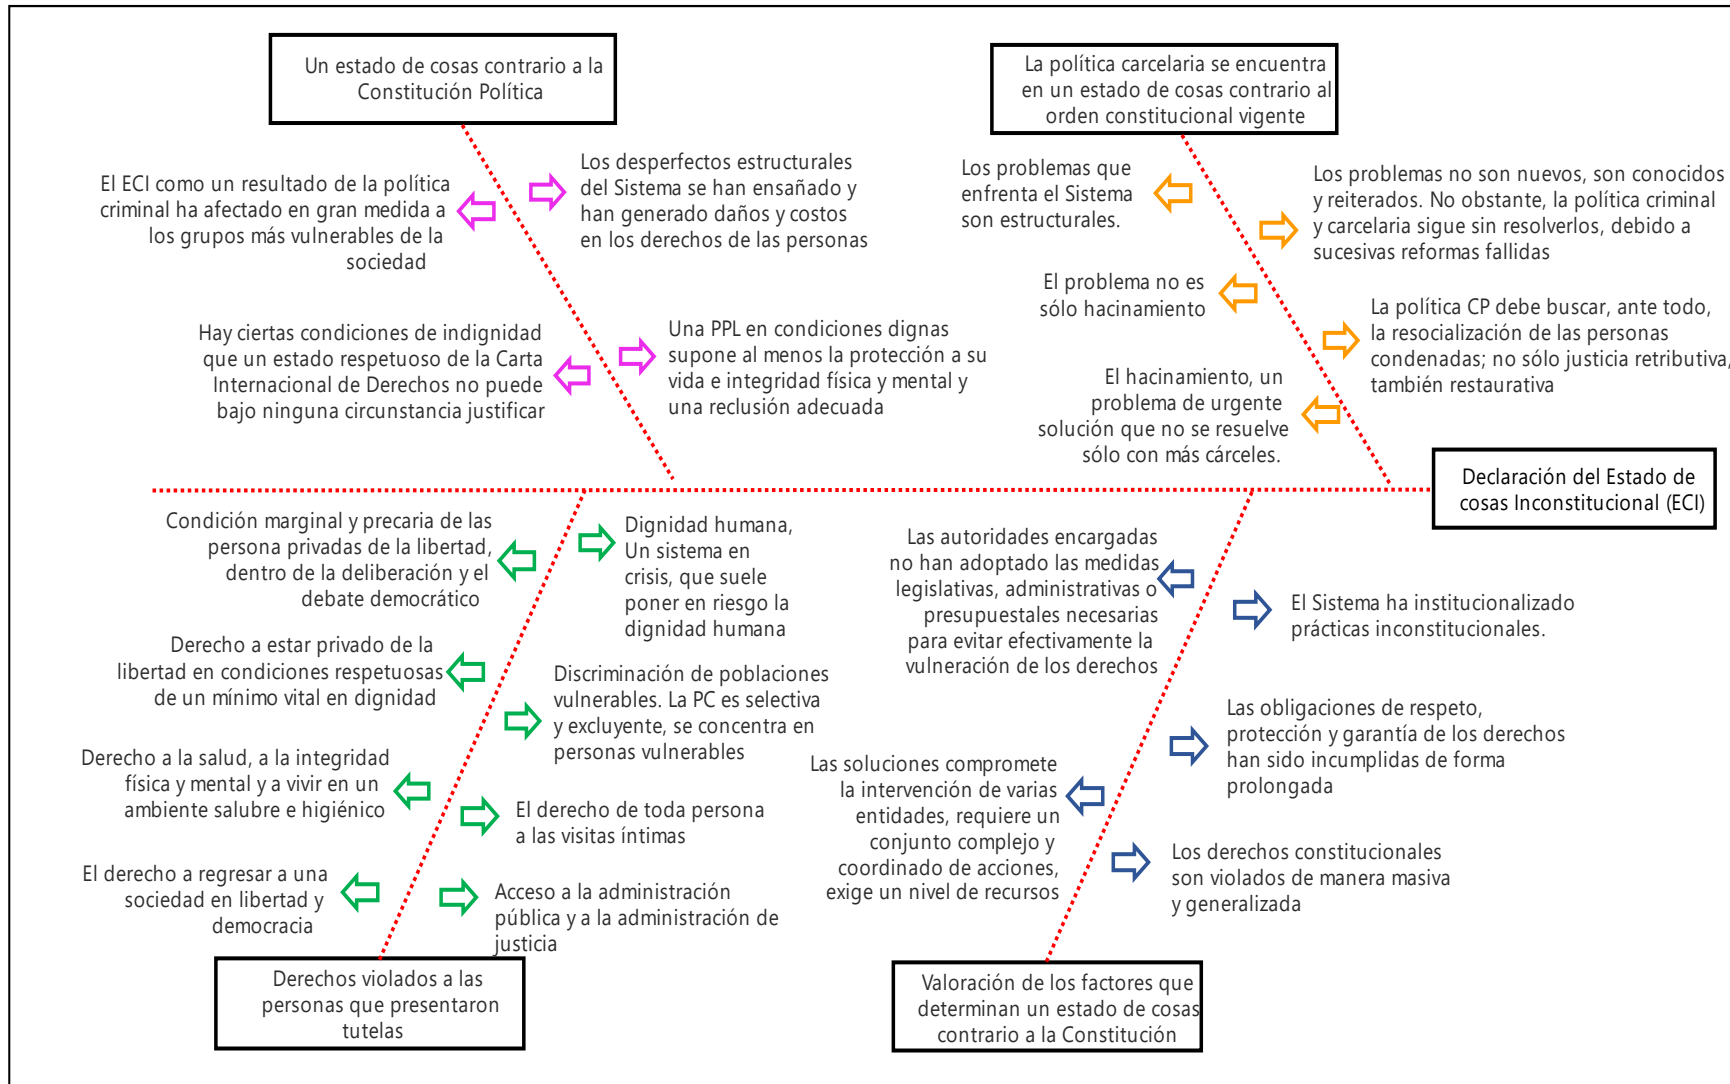 Un estado de cosas contrario a la
Constitución Política
La política carcelaria se encuentra
en un estado de cosas contrario al
orden constitucional vigente
El ECI como un resultado de la política
criminal ha afectado en gran medida a
los grupos más vulnerables de la
sociedad
Los desperfectos estructurales
del Sistema se han ensañado y
han generado daños y costos
en los derechos de las personas
Hay ciertas condiciones de indignidad
que un estado respetuoso de la Carta
Internacional de Derechos no puede
bajo ninguna circunstancia justificar
Una PPL en condiciones dignas
supone al menos la protección a su
vida e integridad física y mental y
una reclusión adecuada
Los problemas que
enfrenta el Sistema
son estructurales.
Los problemas no son nuevos, son conocidos
y reiterados. No obstante, la política criminal
y carcelaria sigue sin resolverlos, debido a
sucesivas reformas fallidas
El problema no es
sólo hacinamiento
La política CP debe buscar, ante todo,
la resocialización de las personas
condenadas; no sólo justicia retributiva,
también restaurativa
El hacinamiento, un
problema de urgente
solución que no se resuelve
sólo con más cárceles.
Declaración del Estado de
cosas Inconstitucional (ECI)
Condición marginal y precaria de las
persona privadas de la libertad,
dentro de la deliberación y el
debate democrático
Dignidad humana,
Un sistema en
crisis, que suele
poner en riesgo la
dignidad humana
Derecho a estar privado de la
libertad en condiciones respetuosas
de un mínimo vital en dignidad
Discriminación de poblaciones
vulnerables. La PC es selectiva
y excluyente, se concentra en
personas vulnerables
Derecho a la salud, a la integridad
física y mental y a vivir en un
ambiente salubre e higiénico
El derecho de toda persona
a las visitas íntimas
El derecho a regresar a una
sociedad en libertad y
democracia
Acceso a la administración
pública y a la administración de
justicia
Derechos violados a las
personas que presentaron
tutelas
Las autoridades encargadas
no han adoptado las medidas
legislativas, administrativas o
presupuestales necesarias
para evitar efectivamente la
vulneración de los derechos
El Sistema ha institucionalizado
prácticas inconstitucionales.
Las obligaciones de respeto,
protección y garantía de los derechos
han sido incumplidas de forma
prolongada
Las soluciones compromete
la intervención de varias
entidades, requiere un
conjunto complejo y
coordinado de acciones,
exige un nivel de recursos
Los derechos constitucionales
son violados de manera masiva
y generalizada
Valoración de los factores que
determinan un estado de cosas
contrario a la Constitución